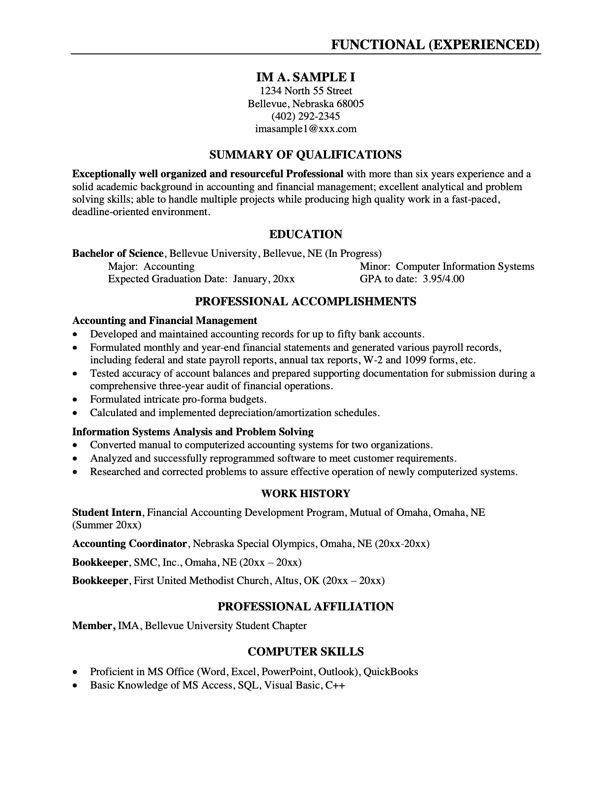 FUNCTIONAL (EXPERIENCED)
IM A. SAMPLE I
1234 North 55 Street
Bellevue, Nebraska 68005
(402) 292-2345
imasample1@xxx.com
SUMMARY OF QUALIFICATIONS
Exceptionally well organized and resourceful Professional with more than six years experience and a
solid academic background in accounting and financial management; excellent analytical and problem
solving skills; able to handle multiple projects while producing high quality work in a fast-paced,
deadline-oriented environment.
EDUCATION
Bachelor of Science, Bellevue University, Bellevue, NE (In Progress)
Major: Accounting Minor: Computer Information Systems
Expected Graduation Date: January, 20xx GPA to date: 3.95/4.00
PROFESSIONAL ACCOMPLISHMENTS
Accounting and Financial Management
• Developed and maintained accounting records for up to fifty bank accounts.
• Formulated monthly and year-end financial statements and generated various payroll records,
including federal and state payroll reports, annual tax reports, W-2 and 1099 forms, etc.
• Tested accuracy of account balances and prepared supporting documentation for submission during a
comprehensive three-year audit of financial operations.
• Formulated intricate pro-forma budgets.
• Calculated and implemented depreciation/amortization schedules.
Information Systems Analysis and Problem Solving
• Converted manual to computerized accounting systems for two organizations.
• Analyzed and successfully reprogrammed software to meet customer requirements.
• Researched and corrected problems to assure effective operation of newly computerized systems.
WORK HISTORY
Student Intern, Financial Accounting Development Program, Mutual of Omaha, Omaha, NE
(Summer 20xx)
Accounting Coordinator, Nebraska Special Olympics, Omaha, NE (20xx-20xx)
Bookkeeper, SMC, Inc., Omaha, NE (20xx – 20xx)
Bookkeeper, First United Methodist Church, Altus, OK (20xx – 20xx)
PROFESSIONAL AFFILIATION
Member, IMA, Bellevue University Student Chapter
COMPUTER SKILLS
• Proficient in MS Office (Word, Excel, PowerPoint, Outlook), QuickBooks
• Basic Knowledge of MS Access, SQL, Visual Basic, C++